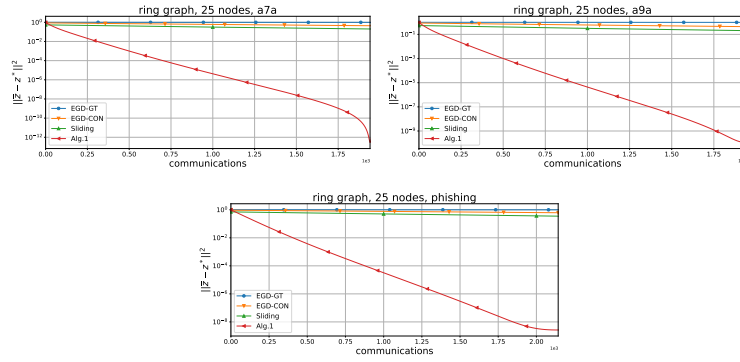 ring graph, 25 nodes, a7a
10^0
10^-2
10^-4
10^-6
10^-8
10^-10
10^-12
||z̄ − z*||^2
EGD-GT
EGD-CON
Sliding
Alg.1
0.00 0.25 0.50 0.75 1.00 1.25 1.50 1.75
1e3
communications
ring graph, 25 nodes, a9a
10^-1
10^-3
10^-5
10^-7
10^-9
||z̄ − z*||^2
EGD-GT
EGD-CON
Sliding
Alg.1
0.00 0.25 0.50 0.75 1.00 1.25 1.50 1.75
1e3
communications
ring graph, 25 nodes, phishing
10^0
10^-2
10^-4
10^-6
10^-8
||z̄ − z*||^2
EGD-GT
EGD-CON
Sliding
Alg.1
0.00 0.25 0.50 0.75 1.00 1.25 1.50 1.75 2.00
1e3
communications